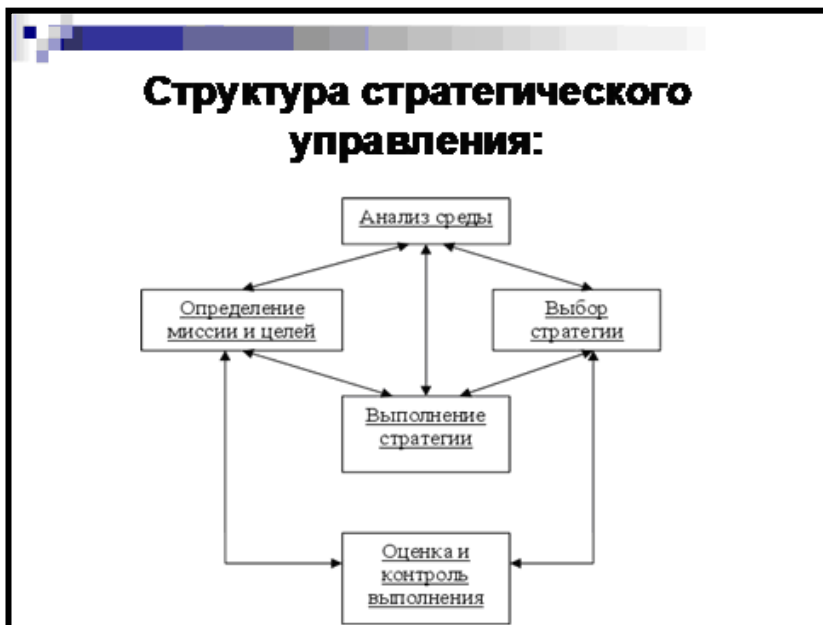 Структура стратегического
управления:
Анализ среды
Определение
миссии и целей
Выбор
стратегии
Выполнение
стратегии
Оценка и
контроль
выполнения